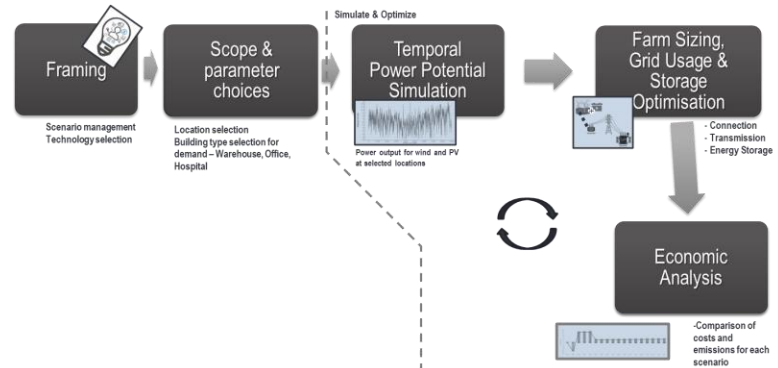 Simulate & Optimize
Framing
Scope &
parameter
choices
Temporal
Power Potential
Simulation
Farm Sizing,
Grid Usage &
Storage
Optimisation
Scenario management
Technology selection
Location selection
Building type selection for
demand – Warehouse, Office,
Hospital
Power output for wind and PV
at selected locations
- Connection
- Transmission
- Energy Storage
Economic
Analysis
-Comparison of
costs and
emissions for each
scenario